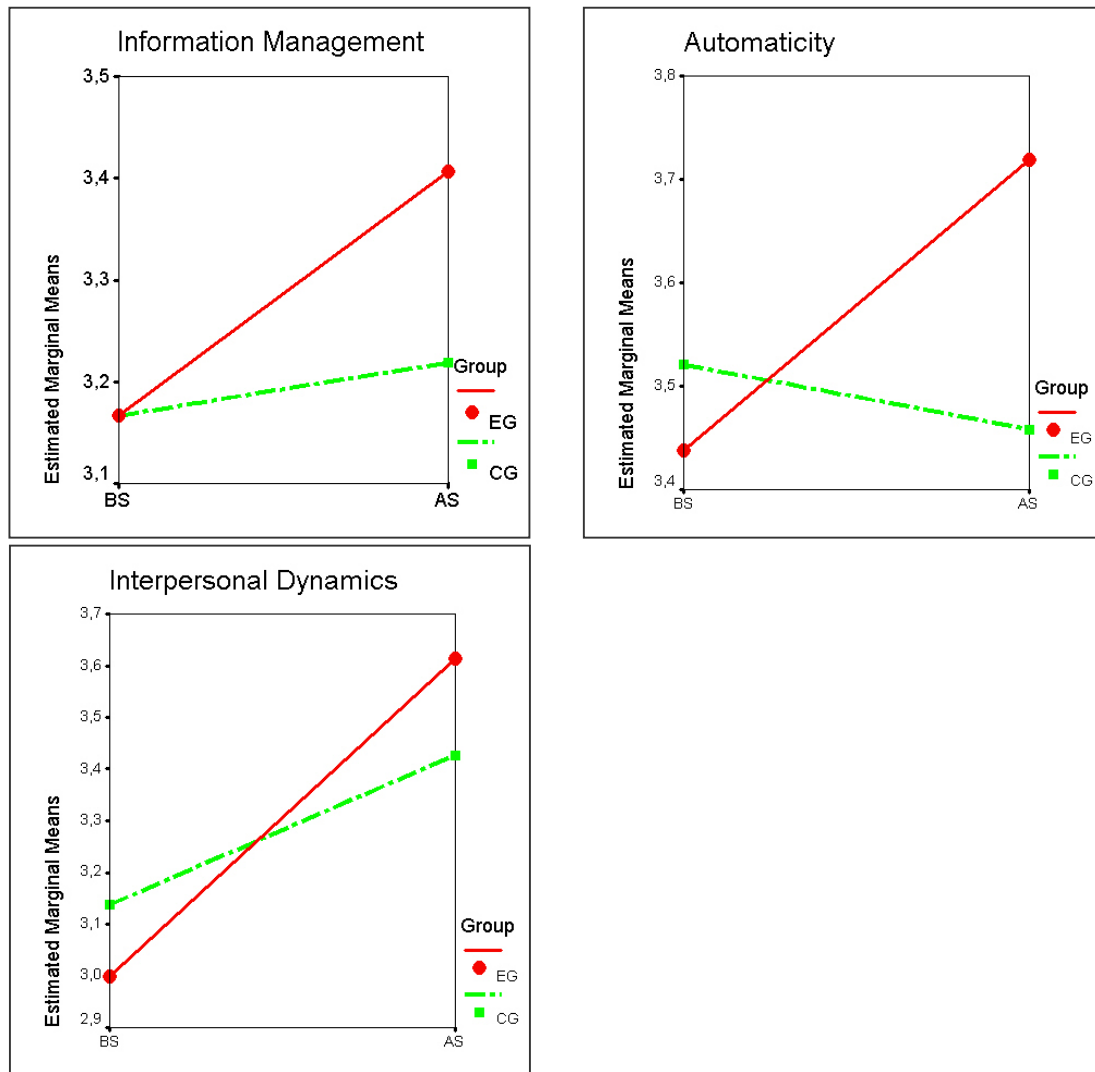 Information Management
Estimated Marginal Means
3,5
3,4
3,3
3,2
3,1
BS
AS
Group
EG
CG
Automaticity
Estimated Marginal Means
3,8
3,7
3,6
3,5
3,4
BS
AS
Group
EG
CG
Interpersonal Dynamics
Estimated Marginal Means
3,7
3,6
3,5
3,4
3,3
3,2
3,1
3,0
2,9
BS
AS
Group
EG
CG